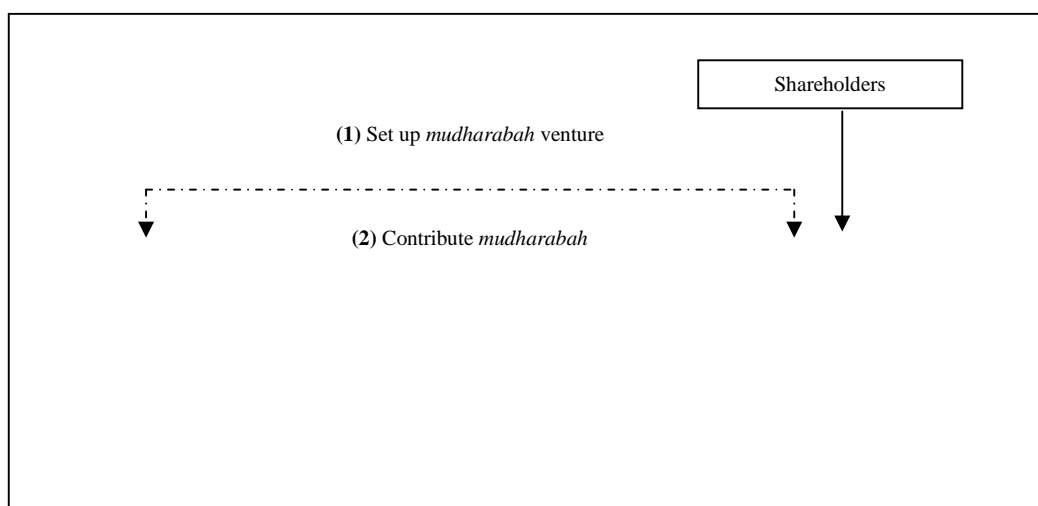 Shareholders
(1) Set up mudharabah venture
(2) Contribute mudharabah